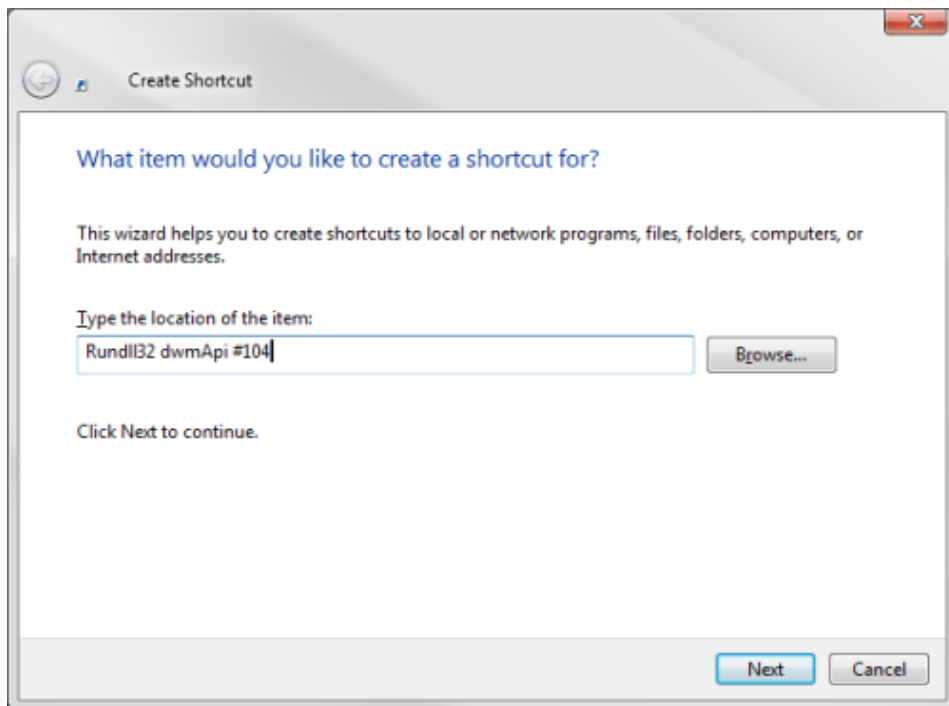 Create Shortcut
What item would you like to create a shortcut for?
This wizard helps you to create shortcuts to local or network programs, files, folders, computers, or
Internet addresses.
Type the location of the item:
Rundll32 dwmApi #104
Browse...
Click Next to continue.
Next
Cancel